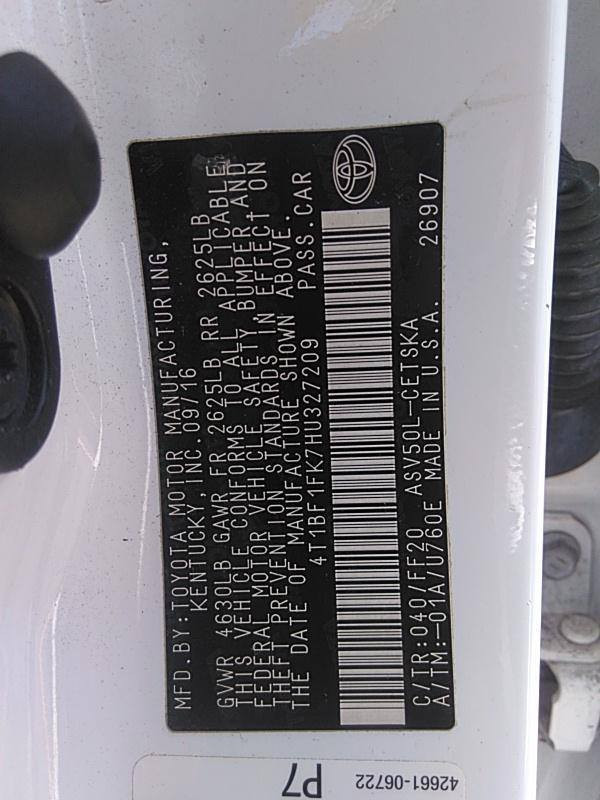 MFD.BY:TOYOTA MOTOR MANUFACTURING,
KENTUCKY, INC. 09/16
GVWR 4630LB GAWR FR 2625LB RR 2625LB
THIS VEHICLE CONFORMS TO ALL APPLICABLE
FEDERAL MOTOR VEHICLE SAFETY BUMPER AND
THEFT PREVENTION STANDARDS IN EFFECT ON
THE DATE OF MANUFACTURE SHOWN ABOVE.
4T1BF1FK7HU327209 PASS.CAR
C/TR:040/FF20 ASV50L-CETSKA
A/TM:-01A/U760E MADE IN U.S.A. 26907
42661-06722
P7